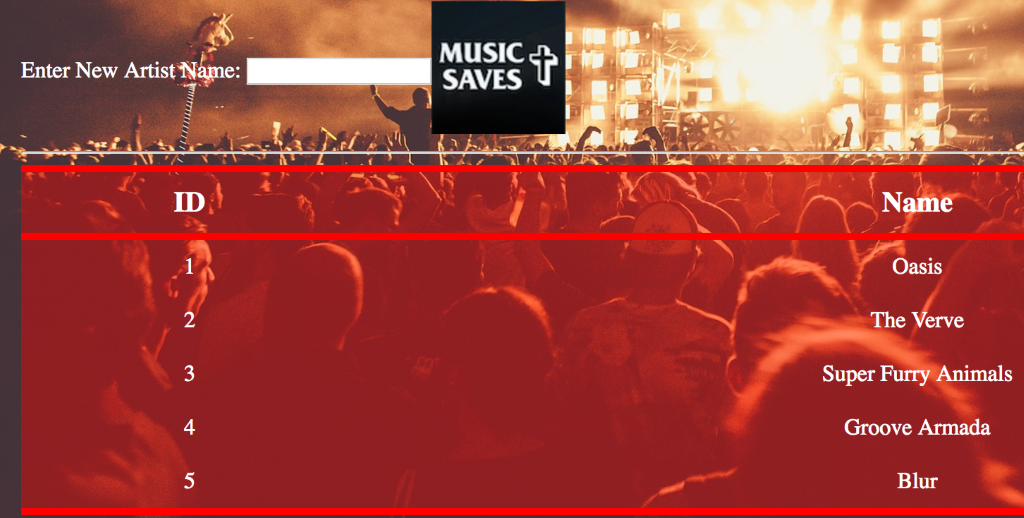 Enter New Artist Name:
MUSIC
SAVES
ID Name
1 Oasis
2 The Verve
3 Super Furry Animals
4 Groove Armada
5 Blur